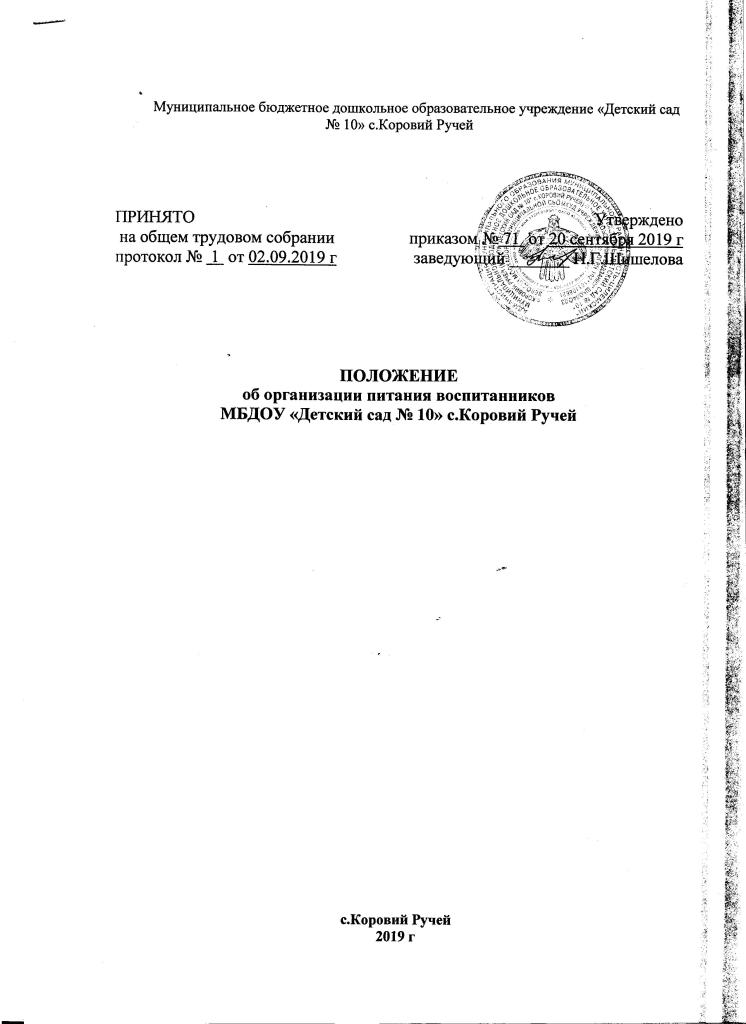 Муниципальное бюджетное дошкольное образовательное учреждение «Детский сад
№ 10» с.Коровий Ручей
ПРИНЯТО
на общем трудовом собрании
протокол № 1 от 02.09.2019 г
Утверждено
приказом № 71 от 20 сентября 2019 г
заведующий Н.Г.Шишелова
ПОЛОЖЕНИЕ
об организации питания воспитанников
МБДОУ «Детский сад № 10» с.Коровий Ручей
с.Коровий Ручей
2019 г